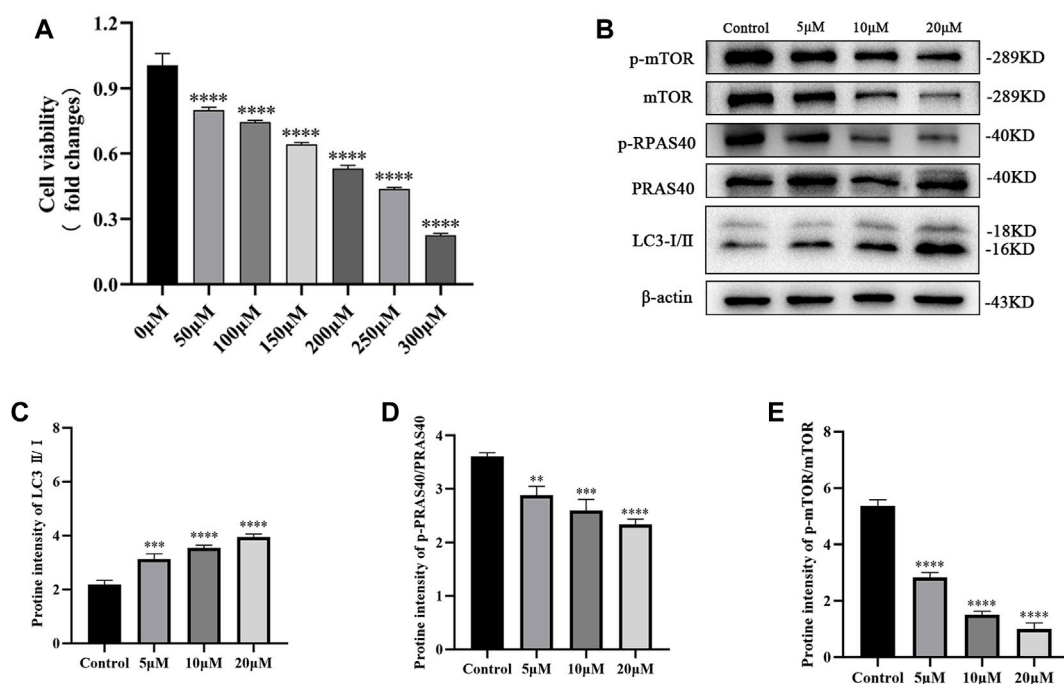 A
Cell viability
( fold changes)
1.2
0.9
0.6
0.3
0.0
**** **** **** **** **** ****
0μM 50μM 100μM 150μM 200μM 250μM 300μM
B
Control 5μM 10μM 20μM
p-mTOR -289KD
mTOR -289KD
p-RPAS40 -40KD
PRAS40 -40KD
LC3-I/II -18KD
-16KD
β-actin -43KD
C
Protine intensity of LC3 II/ I
8
6
4
2
0
*** **** ****
Control 5μM 10μM 20μM
D
Protine intensity of p-PRAS40/PRAS40
4
3
2
1
0
** *** ****
Control 5μM 10μM 20μM
E
Protine intensity of p-mTOR/mTOR
8
6
4
2
0
**** **** ****
Control 5μM 10μM 20μM